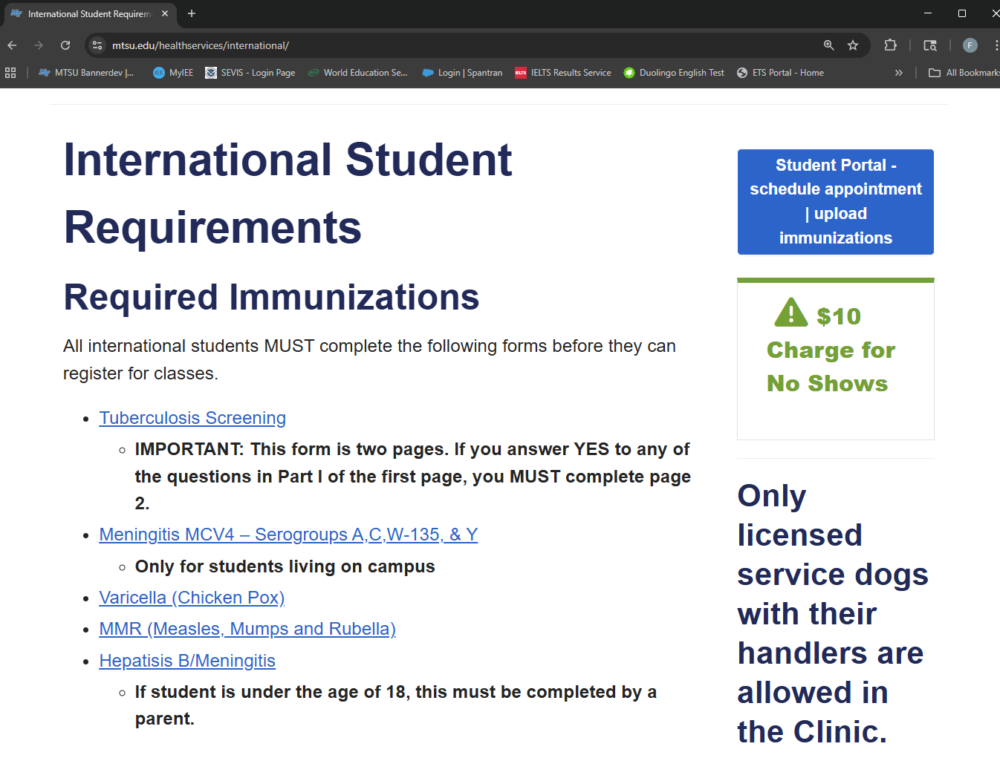 International Student Requirem
mtsu.edu/healthservices/international/
F
MTSU Bannerdev |...
MyIEE
SEVIS - Login Page
World Education Se...
Login | Spantran
IELTS Results Service
Duolingo English Test
ETS Portal - Home
All Bookmarks
International Student
Requirements
Required Immunizations
All international students MUST complete the following forms before they can
register for classes.
Tuberculosis Screening
IMPORTANT: This form is two pages. If you answer YES to any of
the questions in Part I of the first page, you MUST complete page
2.
Meningitis MCV4 – Serogroups A,C,W-135, & Y
Only for students living on campus
Varicella (Chicken Pox)
MMR (Measles, Mumps and Rubella)
Hepatisis B/Meningitis
If student is under the age of 18, this must be completed by a
parent.
Student Portal -
schedule appointment
| upload
immunizations
$10
Charge for
No Shows
Only
licensed
service dogs
with their
handlers are
allowed in
the Clinic.